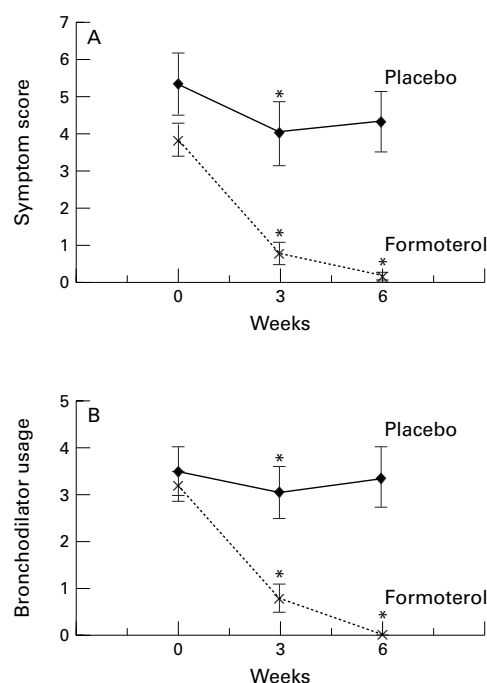 7
A
6
Placebo
*
5
Symptom score
4
3
2
*
Formoterol
1
*
0
0 3 6
Weeks
5
B
Placebo
4
*
3
Bronchodilator usage
2
*
1
Formoterol
*
0
0 3 6
Weeks